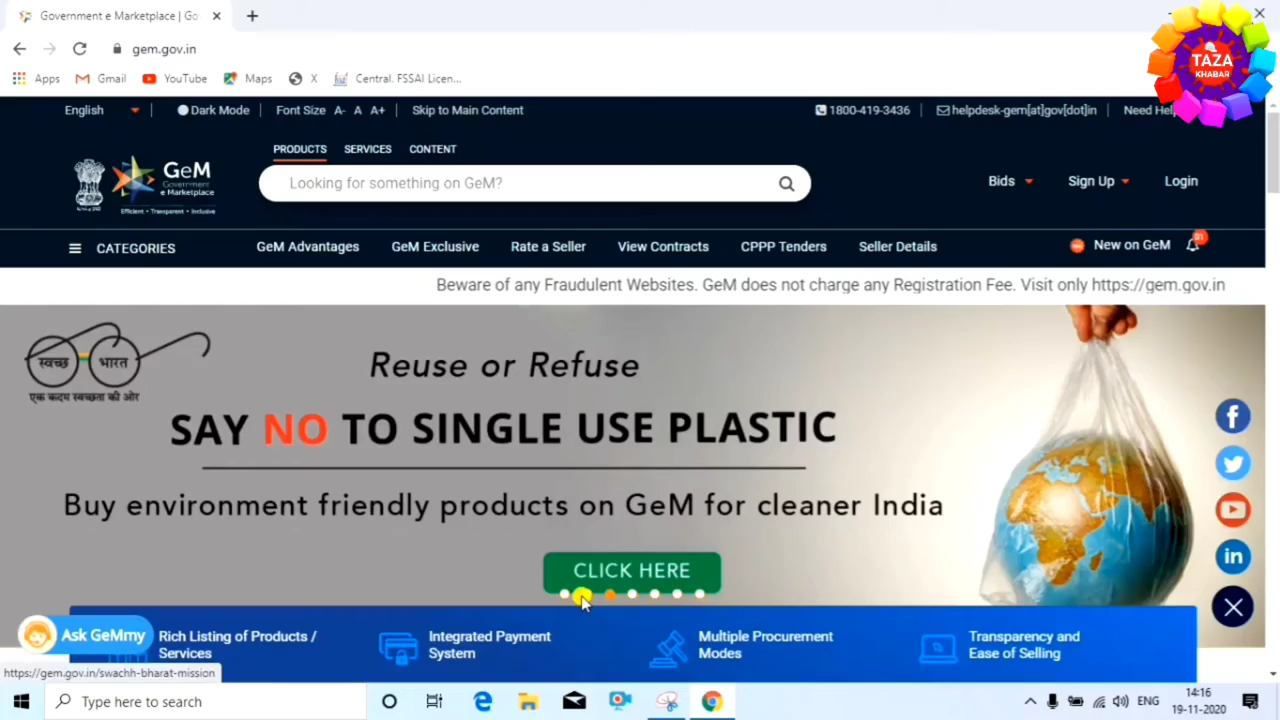 Government e Marketplace | Go
gem.gov.in
Apps
Gmail
YouTube
Maps
X
Central. FSSAI Licen...
TAZA
KHABAR
English
Dark Mode
Font Size A- A A+
Skip to Main Content
1800-419-3436
helpdesk-gem[at]gov[dot]in
Need Hel
PRODUCTS SERVICES CONTENT
GeM
Government
e Marketplace
Efficient • Transparent • Inclusive
Looking for something on GeM?
Bids
Sign Up
Login
CATEGORIES
GeM Advantages
GeM Exclusive
Rate a Seller
View Contracts
CPPP Tenders
Seller Details
New on GeM
Beware of any Fraudulent Websites. GeM does not charge any Registration Fee. Visit only https://gem.gov.in
स्वच्छ भारत
एक कदम स्वच्छता की ओर
Reuse or Refuse
SAY NO TO SINGLE USE PLASTIC
Buy environment friendly products on GeM for cleaner India
CLICK HERE
Ask GeMmy
Rich Listing of Products /
Services
Integrated Payment
System
Multiple Procurement
Modes
Transparency and
Ease of Selling
https://gem.gov.in/swachh-bharat-mission
Type here to search
ENG
14:16
19-11-2020